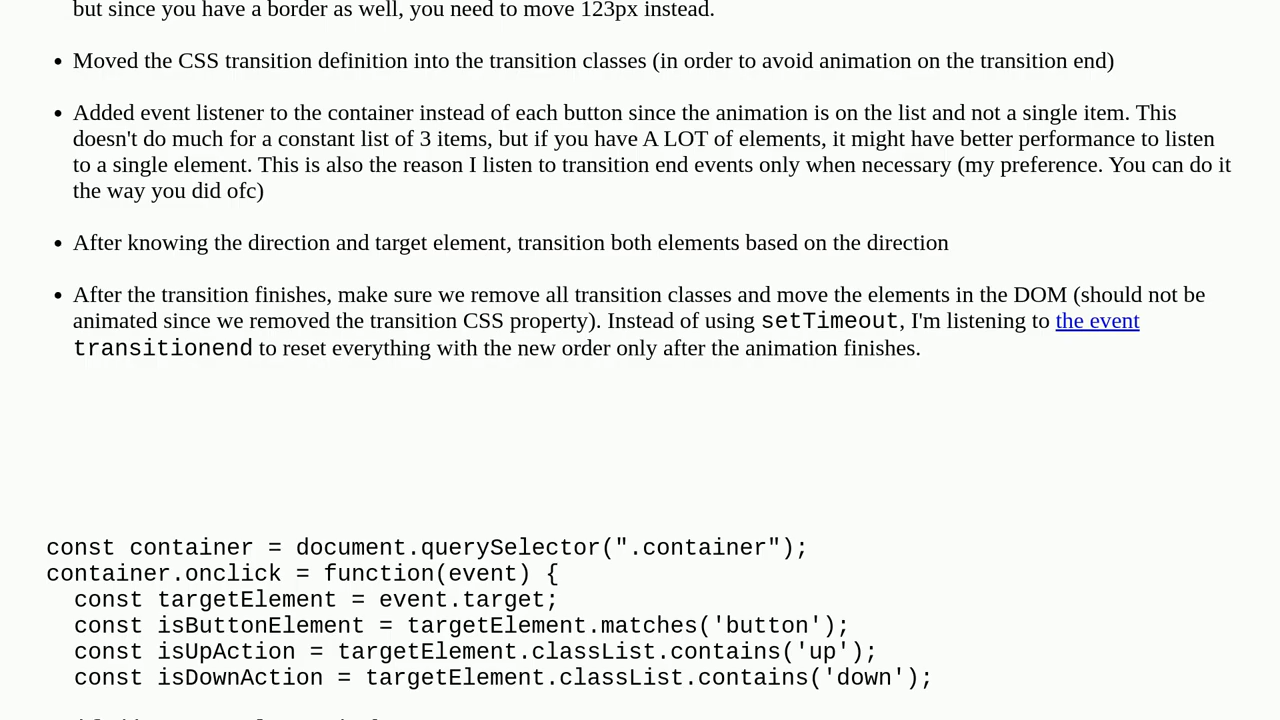 but since you have a border as well, you need to move 123px instead.
• Moved the CSS transition definition into the transition classes (in order to avoid animation on the transition end)
• Added event listener to the container instead of each button since the animation is on the list and not a single item. This
doesn't do much for a constant list of 3 items, but if you have A LOT of elements, it might have better performance to listen
to a single element. This is also the reason I listen to transition end events only when necessary (my preference. You can do it
the way you did ofc)
• After knowing the direction and target element, transition both elements based on the direction
• After the transition finishes, make sure we remove all transition classes and move the elements in the DOM (should not be
animated since we removed the transition CSS property). Instead of using setTimeout, I'm listening to the event
transitionend to reset everything with the new order only after the animation finishes.
const container = document.querySelector(".container");
container.onclick = function(event) {
  const targetElement = event.target;
  const isButtonElement = targetElement.matches('button');
  const isUpAction = targetElement.classList.contains('up');
  const isDownAction = targetElement.classList.contains('down');